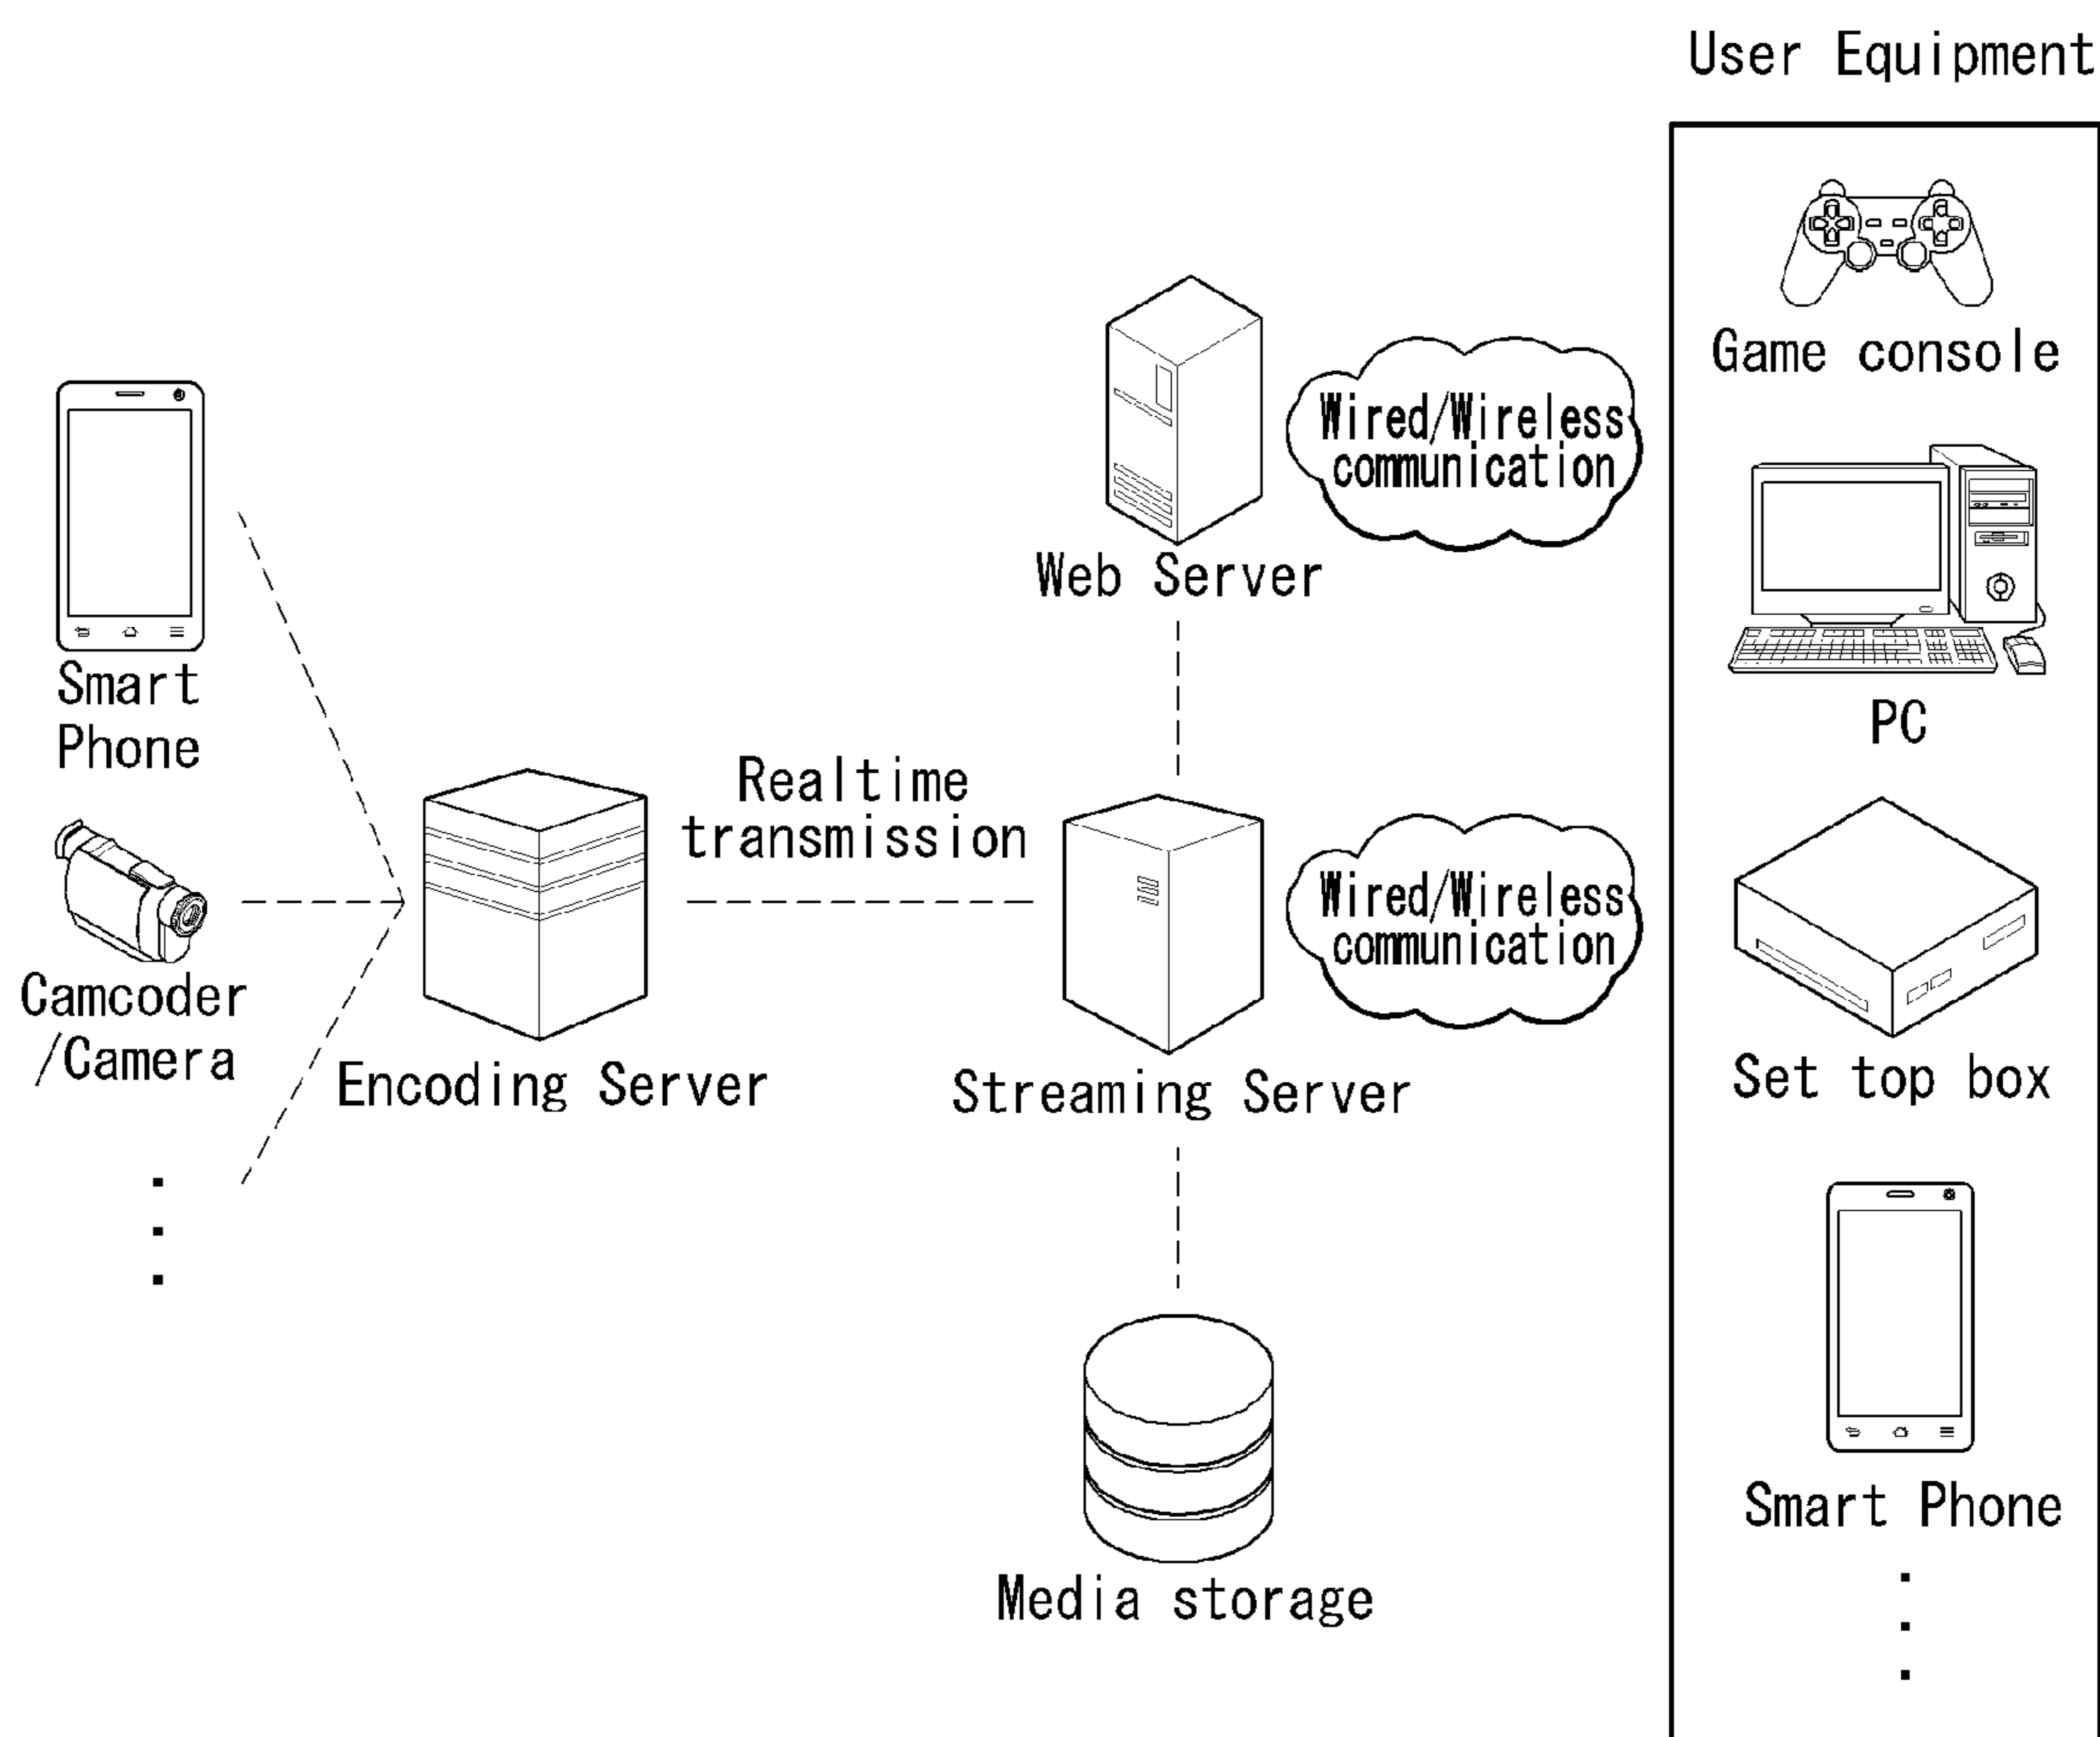 User Equipment
Game console
Wired/Wireless
communication
Web Server
Smart
Phone
PC
Realtime
transmission
Wired/Wireless
communication
Camcoder
/Camera
Encoding Server
Streaming Server
Set top box
Smart Phone
Media storage